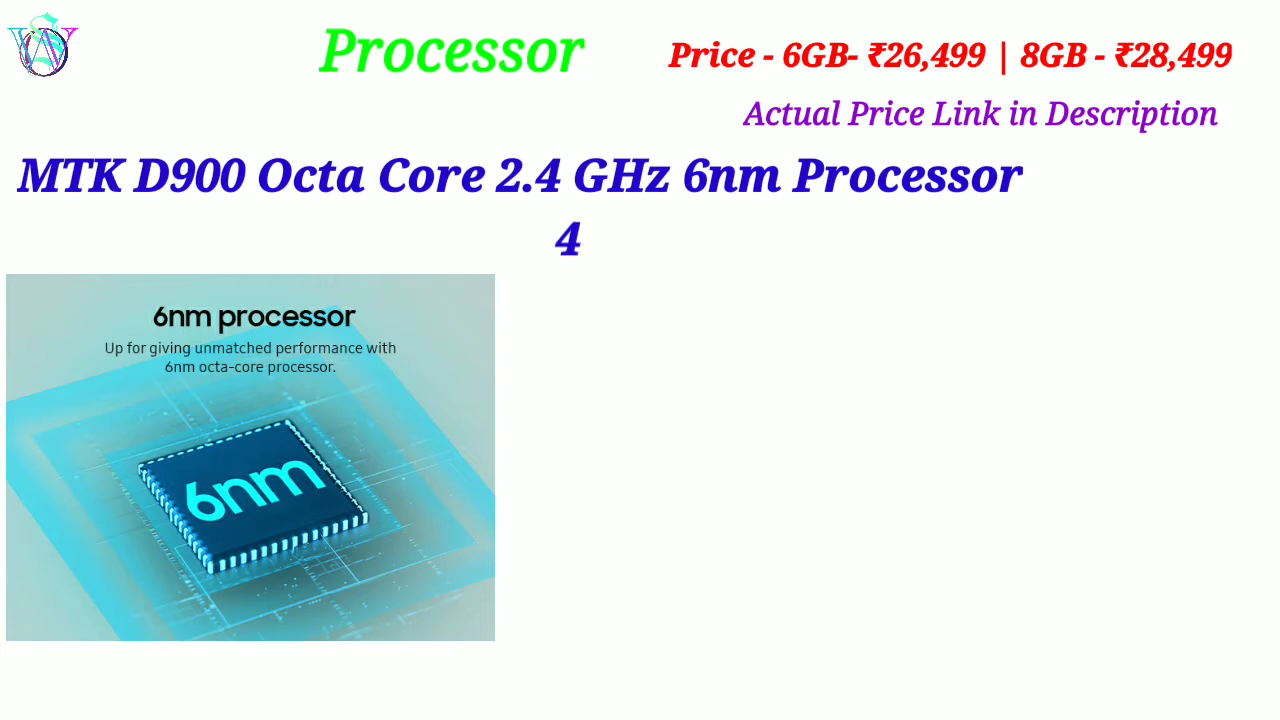 Processor
Price - 6GB- ₹26,499 | 8GB - ₹28,499
Actual Price Link in Description
MTK D900 Octa Core 2.4 GHz 6nm Processor
4
6nm processor
Up for giving unmatched performance with
6nm octa-core processor.
6nm